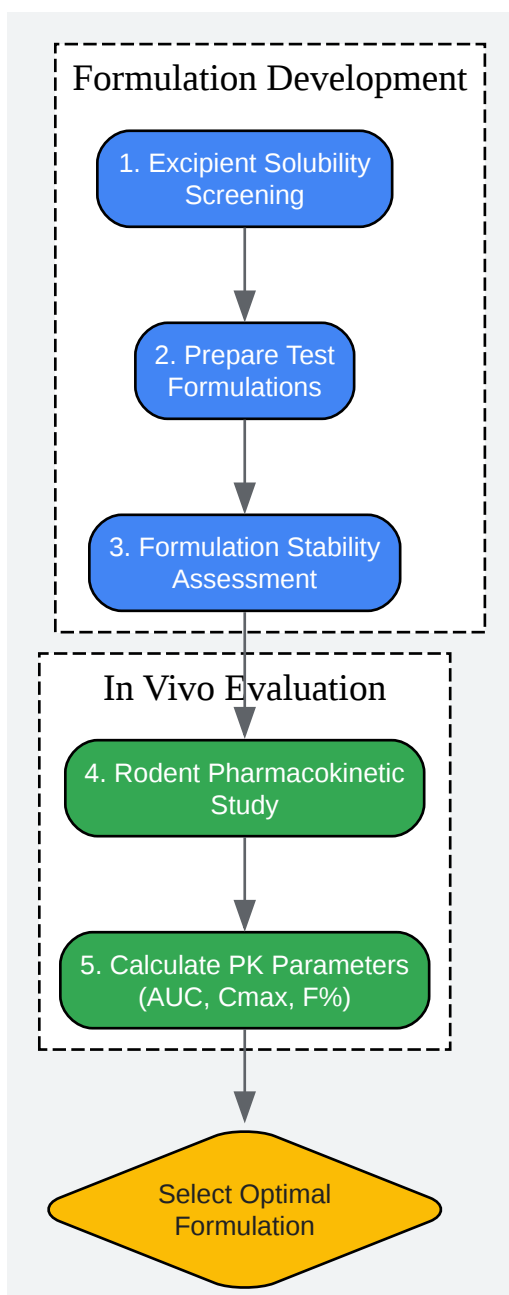 Formulation Development
1. Excipient Solubility
Screening
2. Prepare Test
Formulations
3. Formulation Stability
Assessment
In Vivo Evaluation
4. Rodent Pharmacokinetic
Study
5. Calculate PK Parameters
(AUC, Cmax, F%)
Select Optimal
Formulation